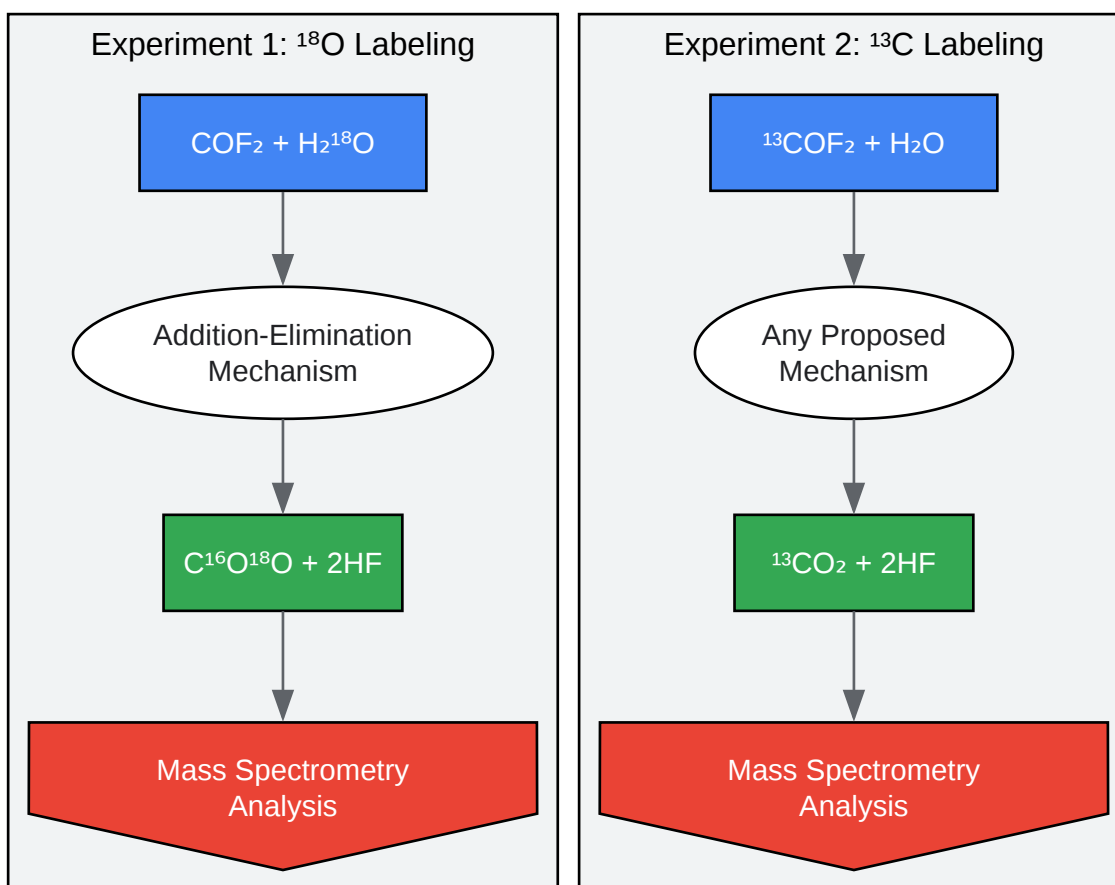 Experiment 1: ¹⁸O Labeling
COF₂ + H₂¹⁸O
Addition-Elimination
Mechanism
C¹⁶O¹⁸O + 2HF
Mass Spectrometry
Analysis
Experiment 2: ¹³C Labeling
¹³COF₂ + H₂O
Any Proposed
Mechanism
¹³CO₂ + 2HF
Mass Spectrometry
Analysis